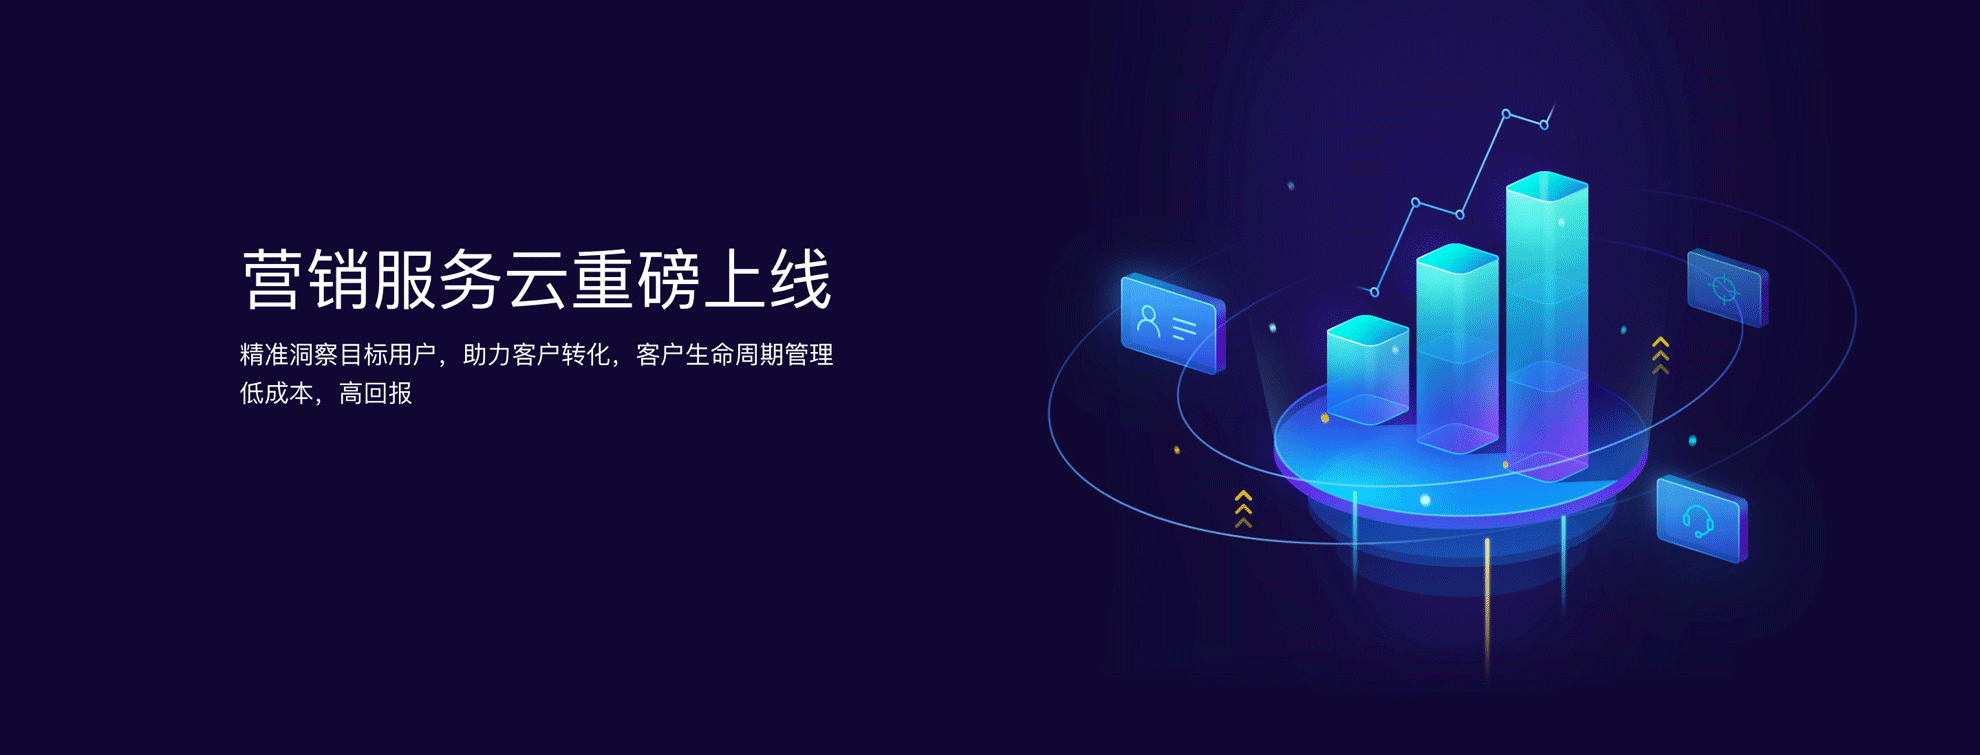 营销服务云重磅上线
精准洞察目标用户，助力客户转化，客户生命周期管理
低成本，高回报